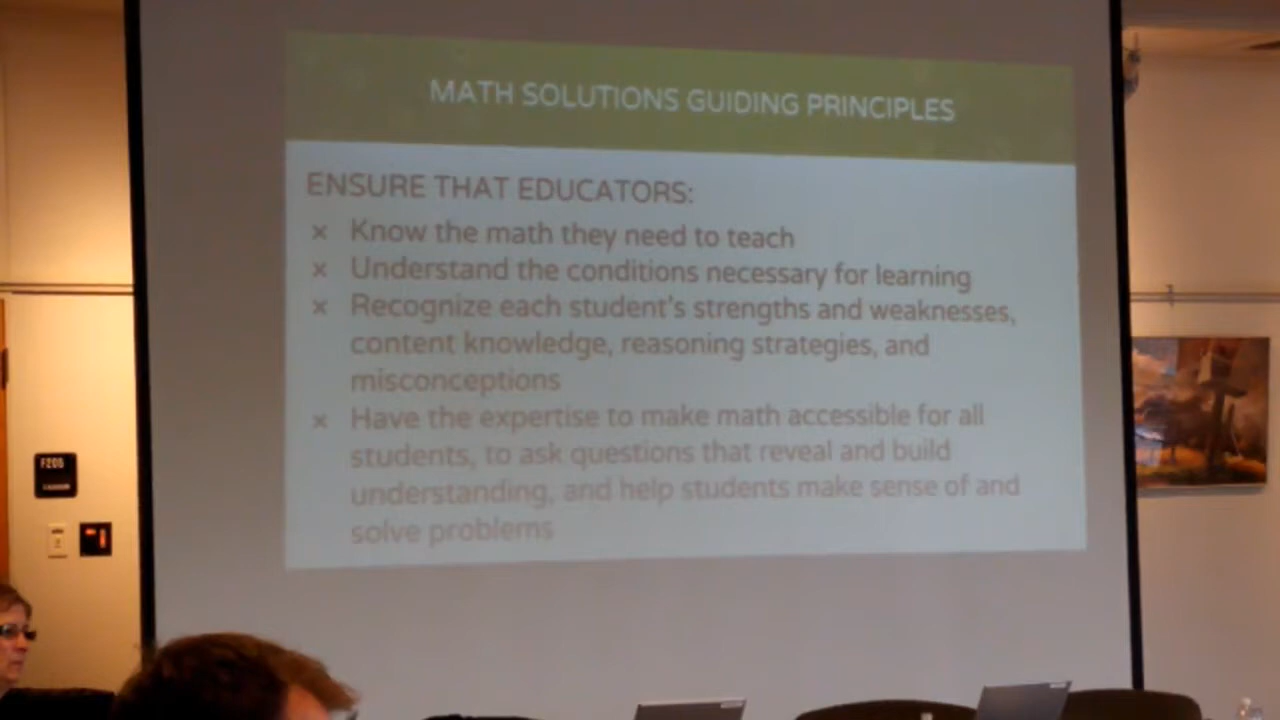 MATH SOLUTIONS GUIDING PRINCIPLES
ENSURE THAT EDUCATORS:
x Know the math they need to teach
x Understand the conditions necessary for learning
x Recognize each student's strengths and weaknesses,
content knowledge, reasoning strategies, and
misconceptions
x Have the expertise to make math accessible for all
students, to ask questions that reveal and build
understanding, and help students make sense of and
solve problems
F205